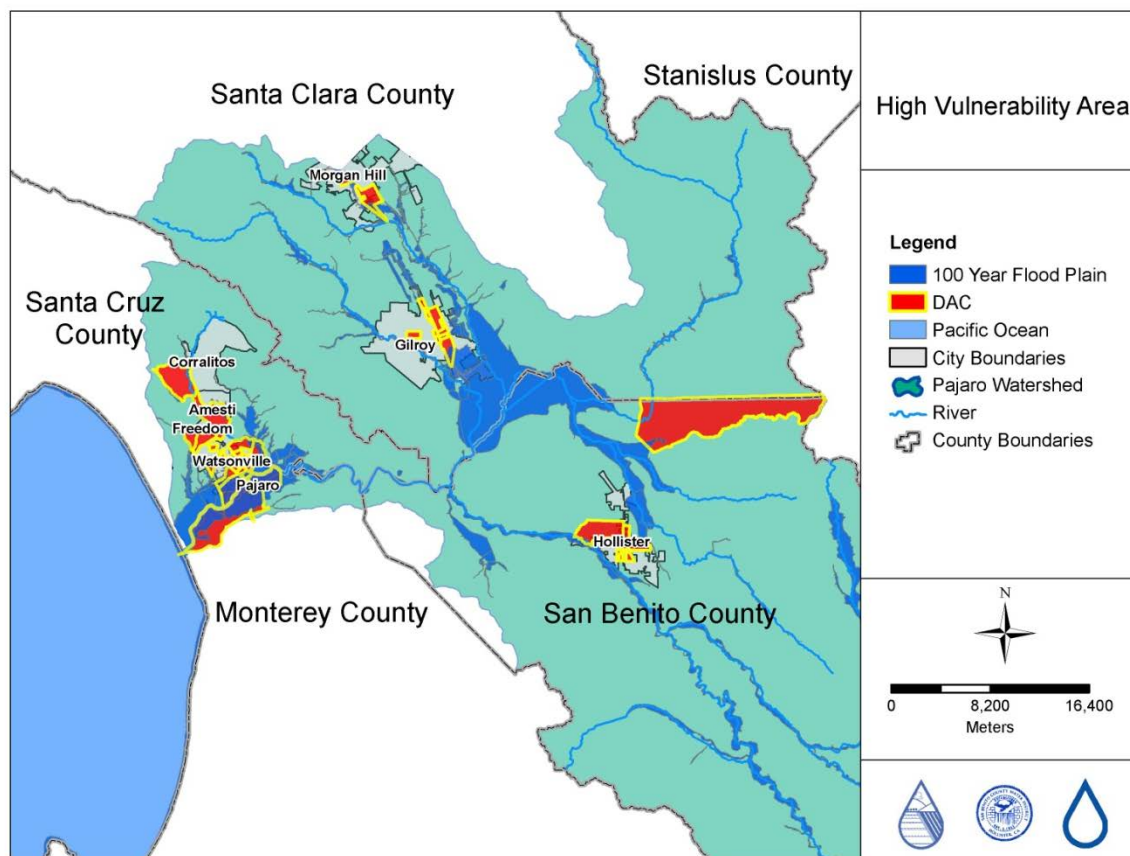 Santa Clara County
Stanislus County
Morgan Hill
Santa Cruz
County
Gilroy
Corralitos
Amesti
Freedom
Watsonville
Pajaro
Hollister
Monterey County
San Benito County
High Vulnerability Area
Legend
100 Year Flood Plain
DAC
Pacific Ocean
City Boundaries
Pajaro Watershed
River
County Boundaries
N
0 8,200 16,400
Meters